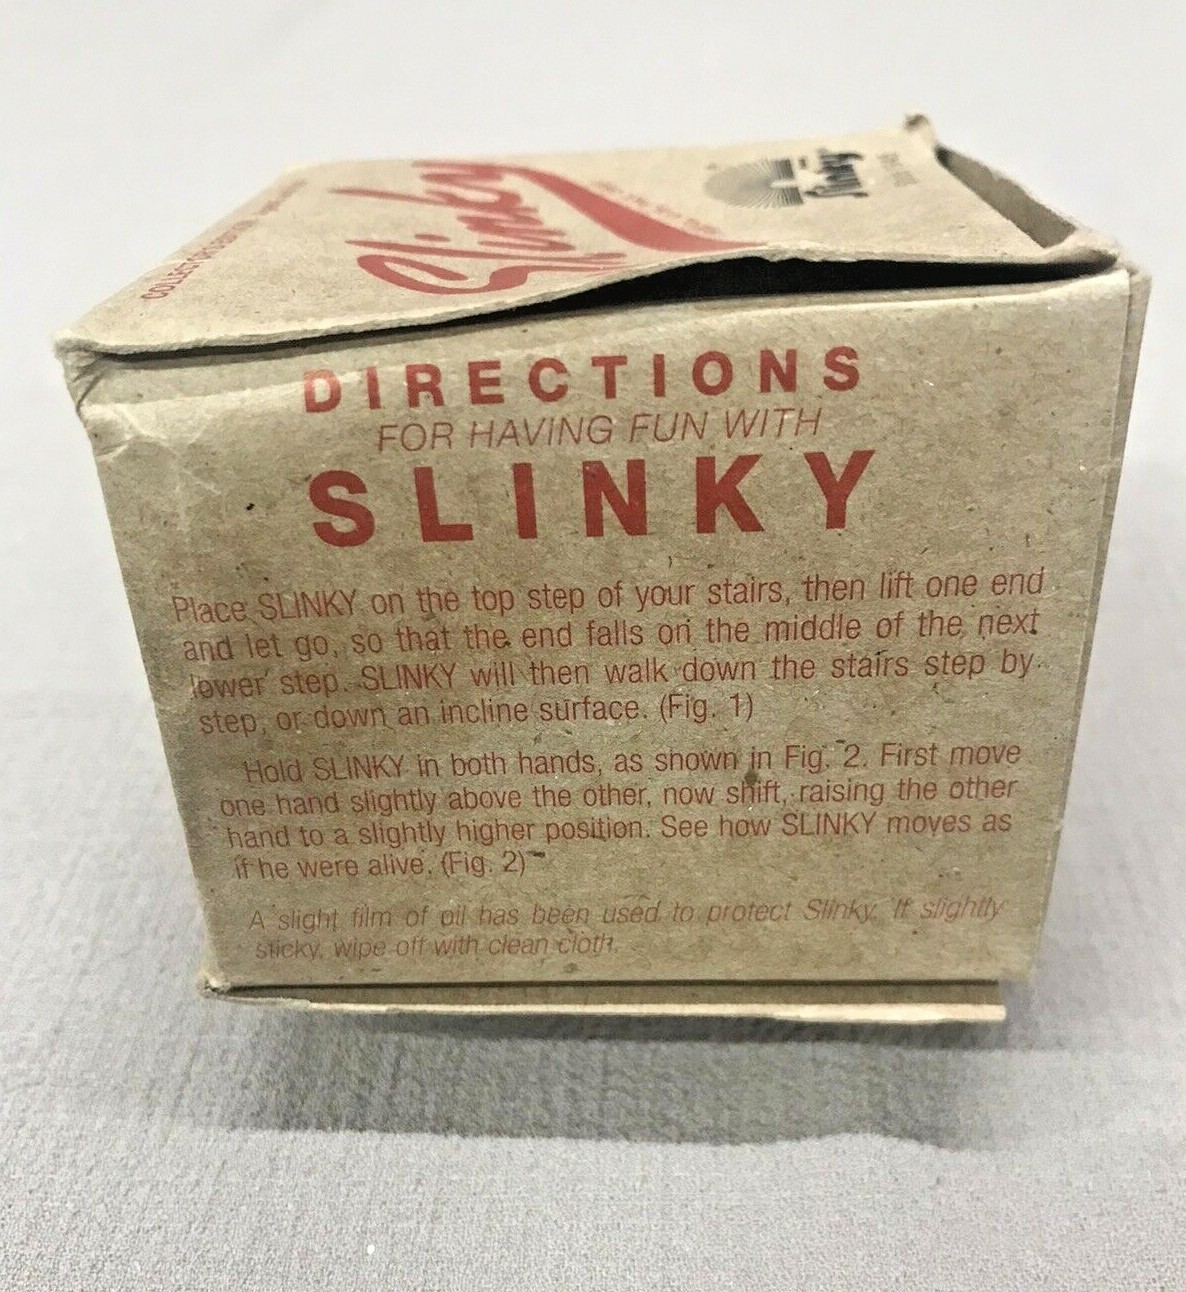 COLLECTOR'S EDITION
Slinky
Slinky
DIRECTIONS
FOR HAVING FUN WITH
SLINKY
Place SLINKY on the top step of your stairs, then lift one end
and let go, so that the end falls on the middle of the next
lower step. SLINKY will then walk down the stairs step by
step, or down an incline surface. (Fig. 1)
Hold SLINKY in both hands, as shown in Fig. 2. First move
one hand slightly above the other, now shift, raising the other
hand to a slightly higher position. See how SLINKY moves as
if he were alive. (Fig. 2)
A slight film of oil has been used to protect Slinky. If slightly
sticky, wipe off with clean cloth.